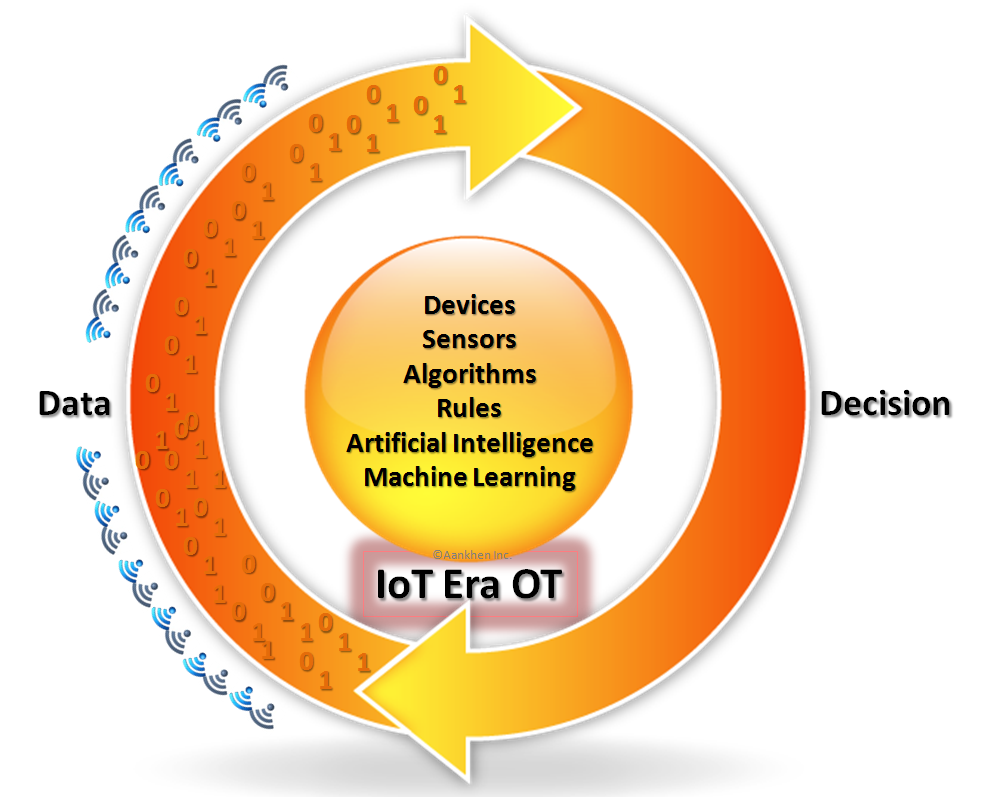 Devices
Sensors
Algorithms
Rules
Artificial Intelligence
Machine Learning
Data
Decision
©Aankhen Inc.
IoT Era OT